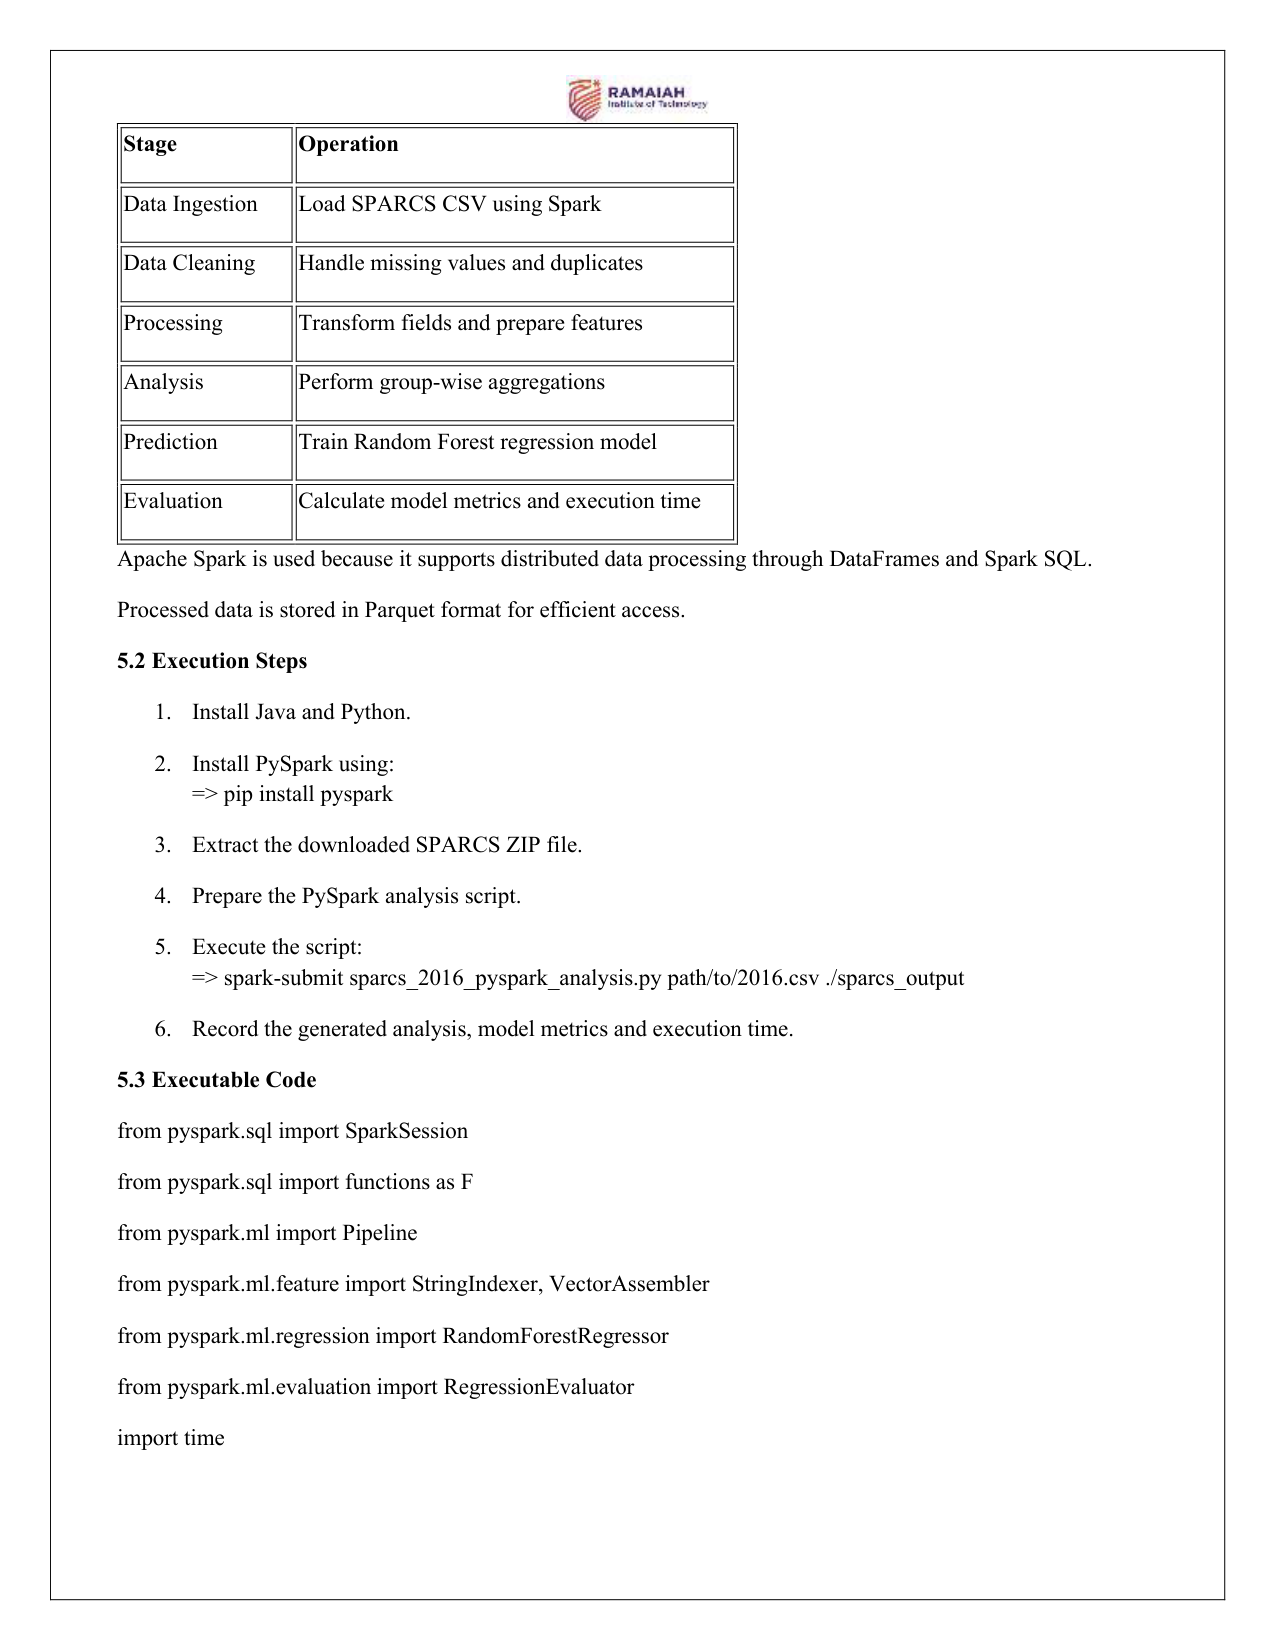 RAMAIAH
Institute of Technology
Stage Operation
Data Ingestion Load SPARCS CSV using Spark
Data Cleaning Handle missing values and duplicates
Processing Transform fields and prepare features
Analysis Perform group-wise aggregations
Prediction Train Random Forest regression model
Evaluation Calculate model metrics and execution time
Apache Spark is used because it supports distributed data processing through DataFrames and Spark SQL.
Processed data is stored in Parquet format for efficient access.
5.2 Execution Steps
1. Install Java and Python.
2. Install PySpark using:
=> pip install pyspark
3. Extract the downloaded SPARCS ZIP file.
4. Prepare the PySpark analysis script.
5. Execute the script:
=> spark-submit sparcs_2016_pyspark_analysis.py path/to/2016.csv ./sparcs_output
6. Record the generated analysis, model metrics and execution time.
5.3 Executable Code
from pyspark.sql import SparkSession
from pyspark.sql import functions as F
from pyspark.ml import Pipeline
from pyspark.ml.feature import StringIndexer, VectorAssembler
from pyspark.ml.regression import RandomForestRegressor
from pyspark.ml.evaluation import RegressionEvaluator
import time